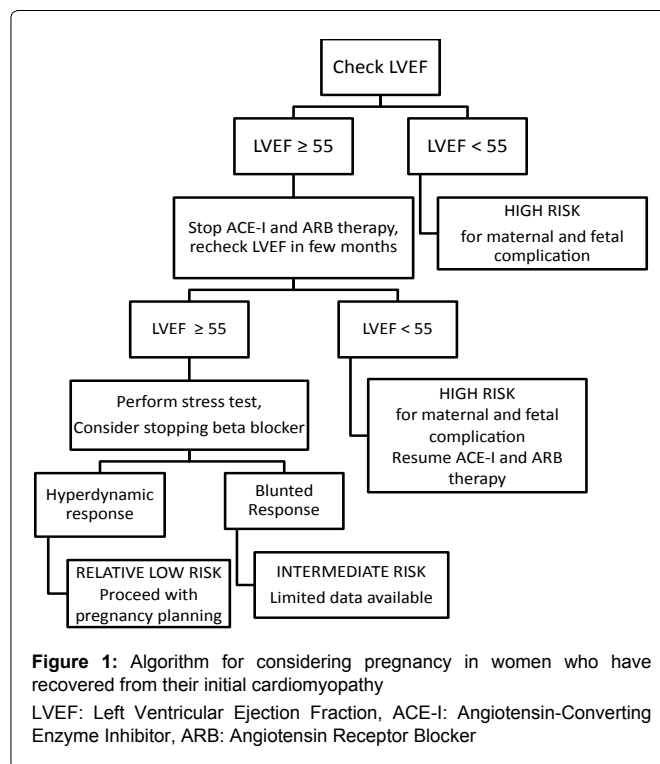 Check LVEF
LVEF ≥ 55
LVEF < 55
Stop ACE-I and ARB therapy,
recheck LVEF in few months
HIGH RISK
for maternal and fetal
complication
LVEF ≥ 55
LVEF < 55
Perform stress test,
Consider stopping beta blocker
HIGH RISK
for maternal and fetal
complication
Resume ACE-I and ARB
therapy
Hyperdynamic
response
Blunted
Response
RELATIVE LOW RISK
Proceed with
pregnancy planning
INTERMEDIATE RISK
Limited data available
Figure 1: Algorithm for considering pregnancy in women who have
recovered from their initial cardiomyopathy
LVEF: Left Ventricular Ejection Fraction, ACE-I: Angiotensin-Converting
Enzyme Inhibitor, ARB: Angiotensin Receptor Blocker